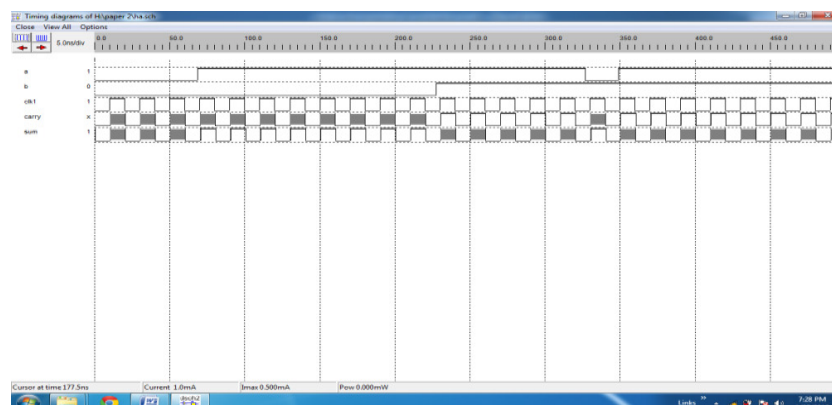 Timing diagrams of H:\paper 2\ha.sch
Close View All Options
5.0ns/div 0.0 50.0 100.0 150.0 200.0 250.0 300.0 350.0 400.0 450.0
a 1
b 0
clk1 1
carry x
sum 1
Cursor at time 177.5ns Current 1.0mA Imax 0.500mA Pow 0.000mW
dsch2
Links » 7:28 PM